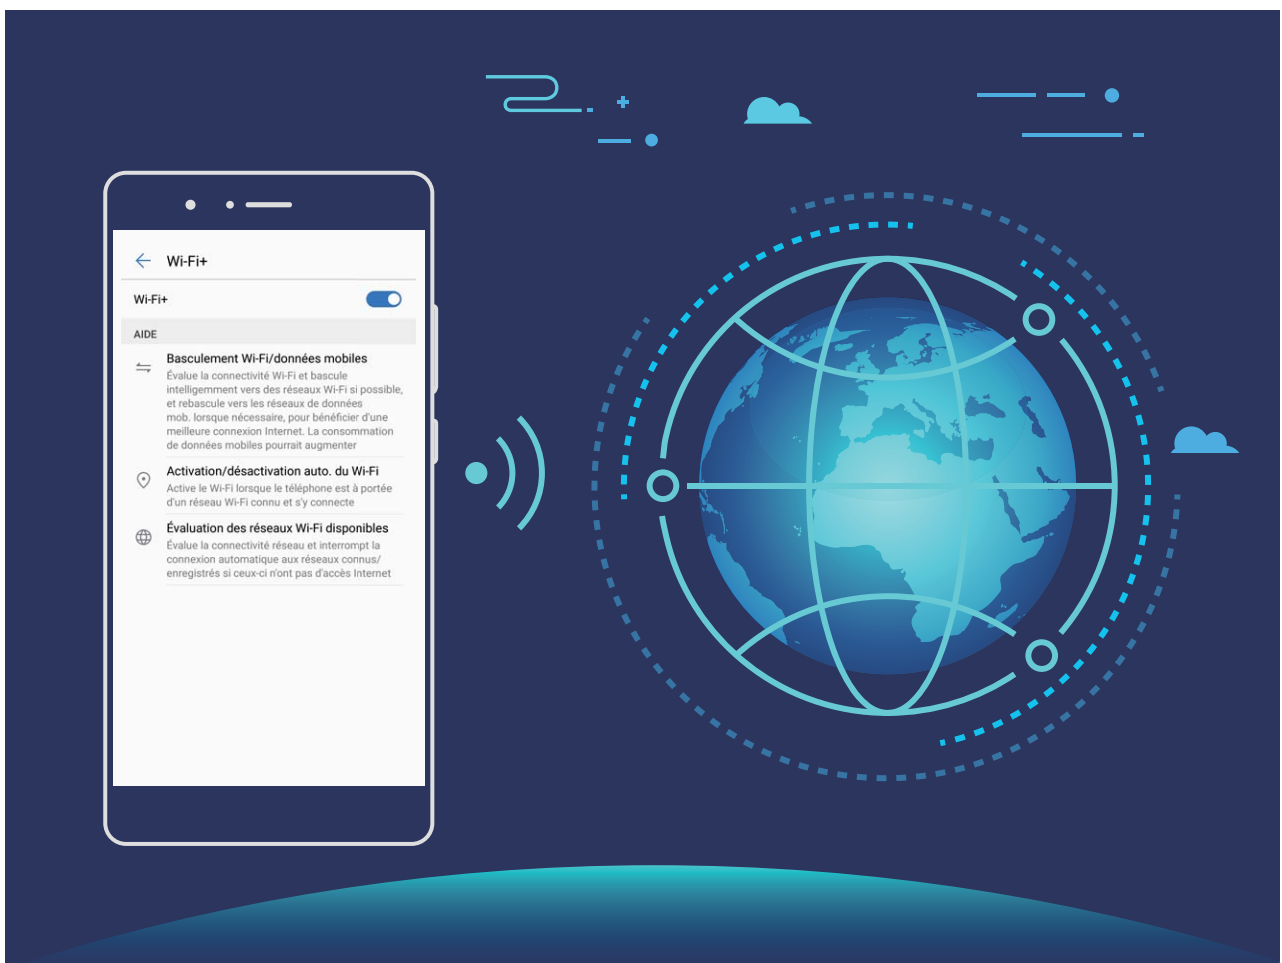 Wi-Fi+
Wi-Fi+
AIDE
Basculement Wi-Fi/données mobiles
Évalue la connectivité Wi-Fi et bascule
intelligemment vers des réseaux Wi-Fi si possible,
et rebascule vers les réseaux de données
mob. lorsque nécessaire, pour bénéficier d'une
meilleure connexion Internet. La consommation
de données mobiles pourrait augmenter
Activation/désactivation auto. du Wi-Fi
Active le Wi-Fi lorsque le téléphone est à portée
d'un réseau Wi-Fi connu et s'y connecte
Évaluation des réseaux Wi-Fi disponibles
Évalue la connectivité réseau et interrompt la
connexion automatique aux réseaux connus/
enregistrés si ceux-ci n'ont pas d'accès Internet